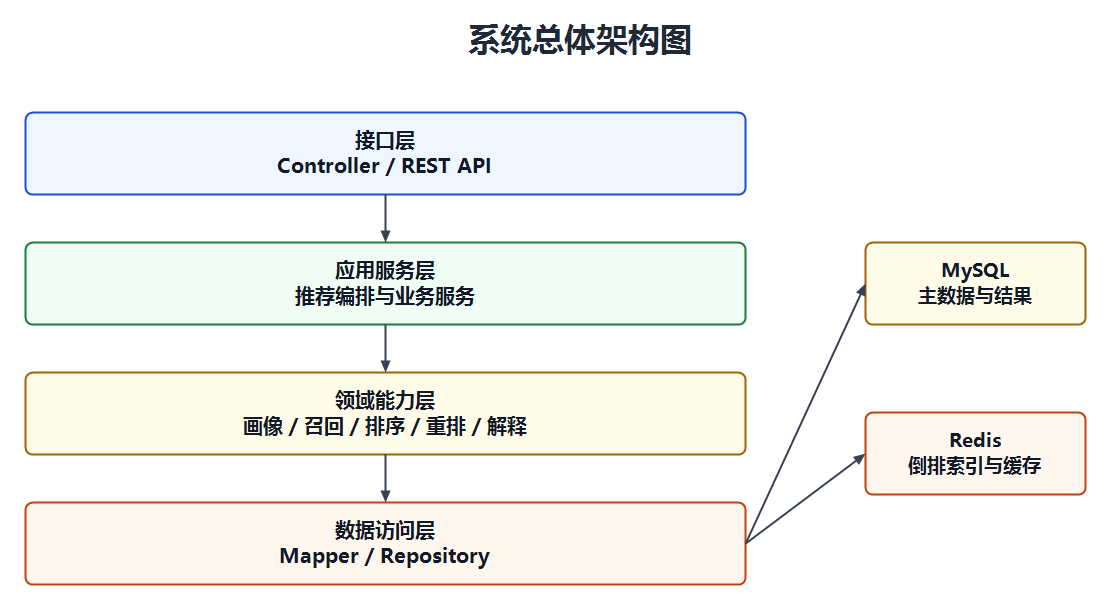 系统总体架构图
接口层
Controller / REST API
应用服务层
推荐编排与业务服务
领域能力层
画像 / 召回 / 排序 / 重排 / 解释
数据访问层
Mapper / Repository
MySQL
主数据与结果
Redis
倒排索引与缓存